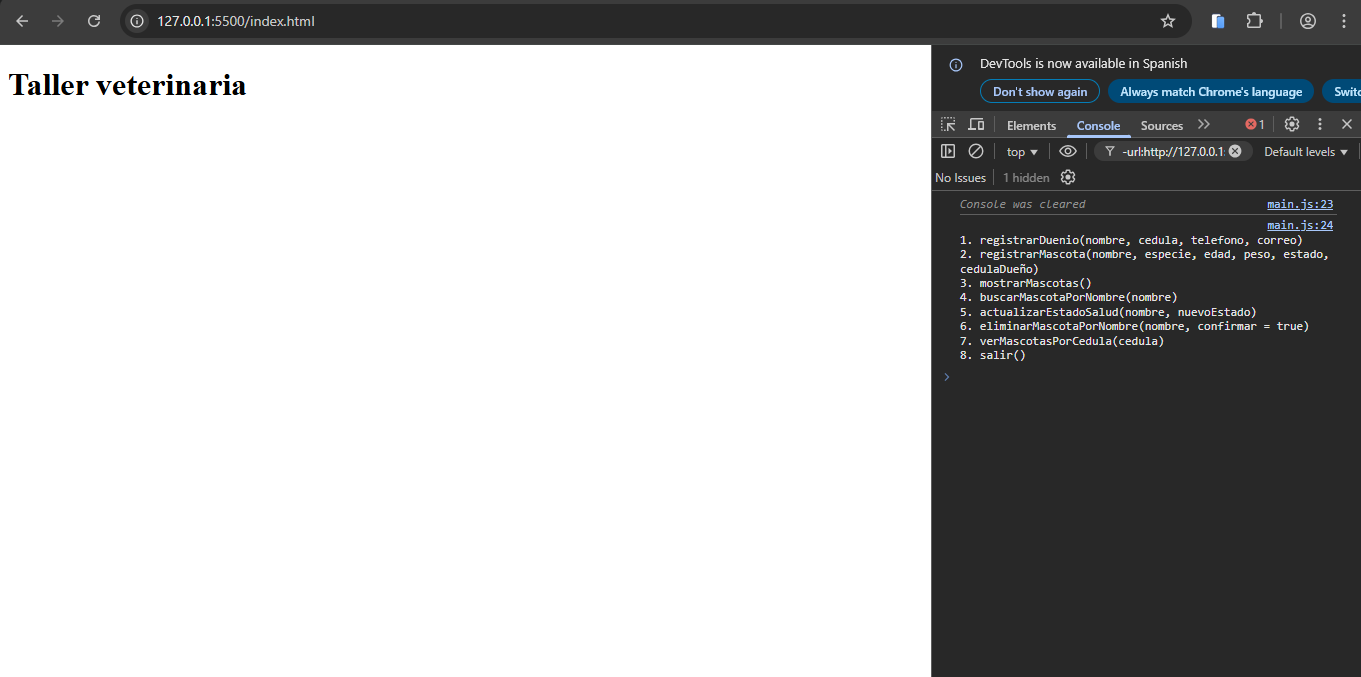 127.0.0.1:5500/index.html
Taller veterinaria
DevTools is now available in Spanish
Don't show again
Always match Chrome's language
Switc
Elements
Console
Sources
1
top
-url:http://127.0.0.1:
Default levels
No Issues
1 hidden
Console was cleared
main.js:23
main.js:24
1. registrarDuenio(nombre, cedula, telefono, correo)
2. registrarMascota(nombre, especie, edad, peso, estado,
cedulaDueño)
3. mostrarMascotas()
4. buscarMascotaPorNombre(nombre)
5. actualizarEstadoSalud(nombre, nuevoEstado)
6. eliminarMascotaPorNombre(nombre, confirmar = true)
7. verMascotasPorCedula(cedula)
8. salir()